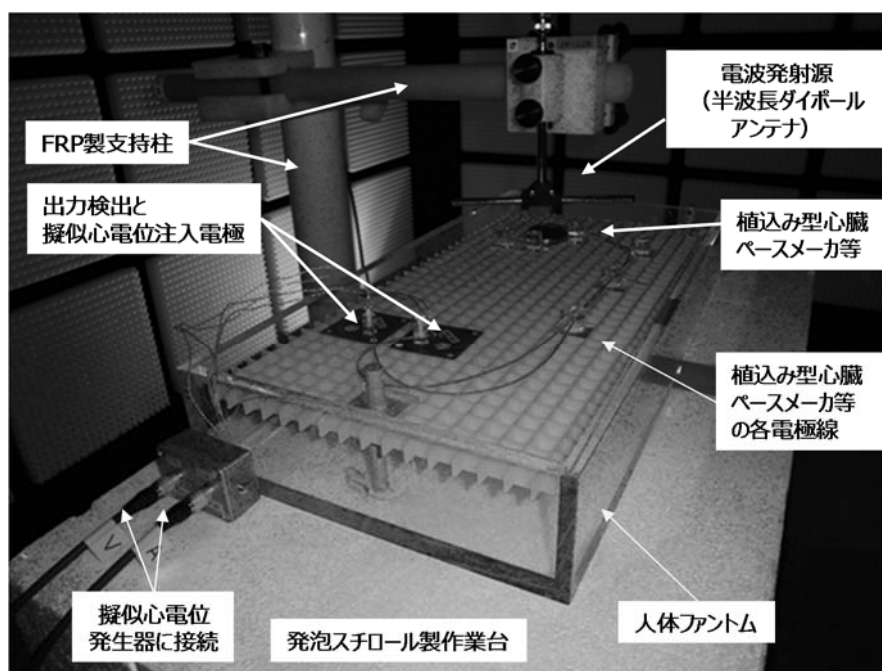 電波発射源
（半波長ダイポール
アンテナ）
FRP製支持柱
出力検出と
擬似心電位注入電極
植込み型心臓
ペースメーカ等
植込み型心臓
ペースメーカ等
の各電極線
V
A
擬似心電位
発生器に接続
発泡スチロール製作業台
人体ファントム